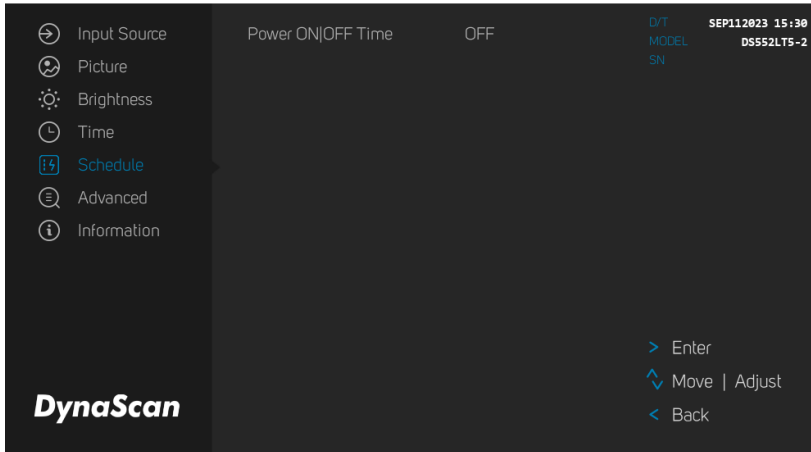 Input Source
Picture
Brightness
Time
Schedule
Advanced
Information
DynaScan
Power ON|OFF Time OFF
D/T SEP112023 15:30
MODEL DS552LT5-2
SN
> Enter
Move | Adjust
< Back